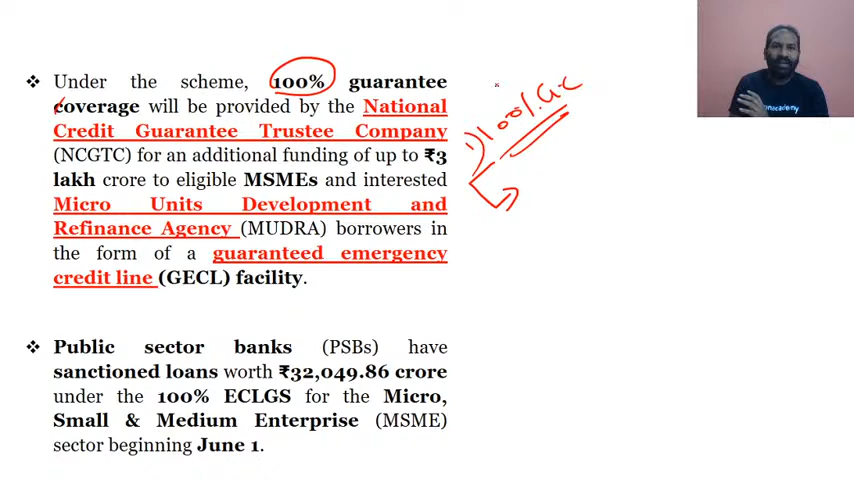 ❖ Under the scheme, 100% guarantee
coverage will be provided by the National
Credit Guarantee Trustee Company
(NCGTC) for an additional funding of up to ₹3
lakh crore to eligible MSMEs and interested
Micro Units Development and
Refinance Agency (MUDRA) borrowers in
the form of a guaranteed emergency
credit line (GECL) facility.
❖ Public sector banks (PSBs) have
sanctioned loans worth ₹32,049.86 crore
under the 100% ECLGS for the Micro,
Small & Medium Enterprise (MSME)
sector beginning June 1.
1) 100%. G.C